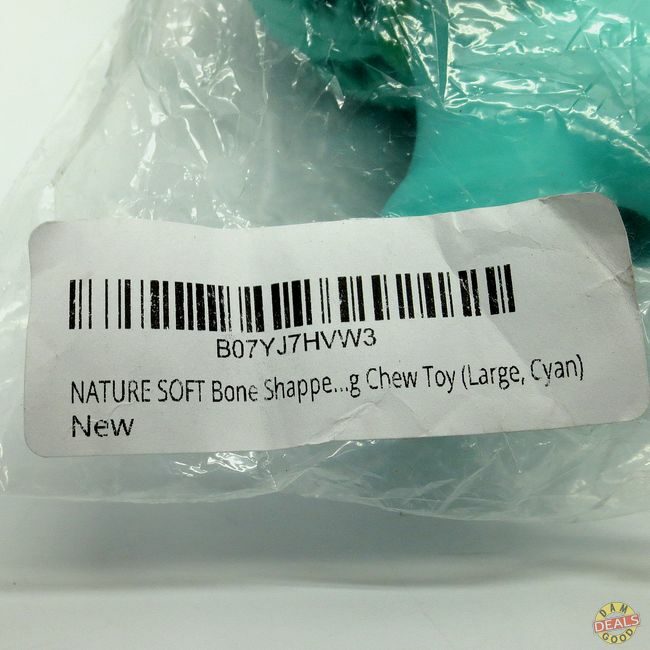 B07YJ7HVW3
NATURE SOFT Bone Shappe...g Chew Toy (Large, Cyan)
New
DAM
DEALS
GOOD